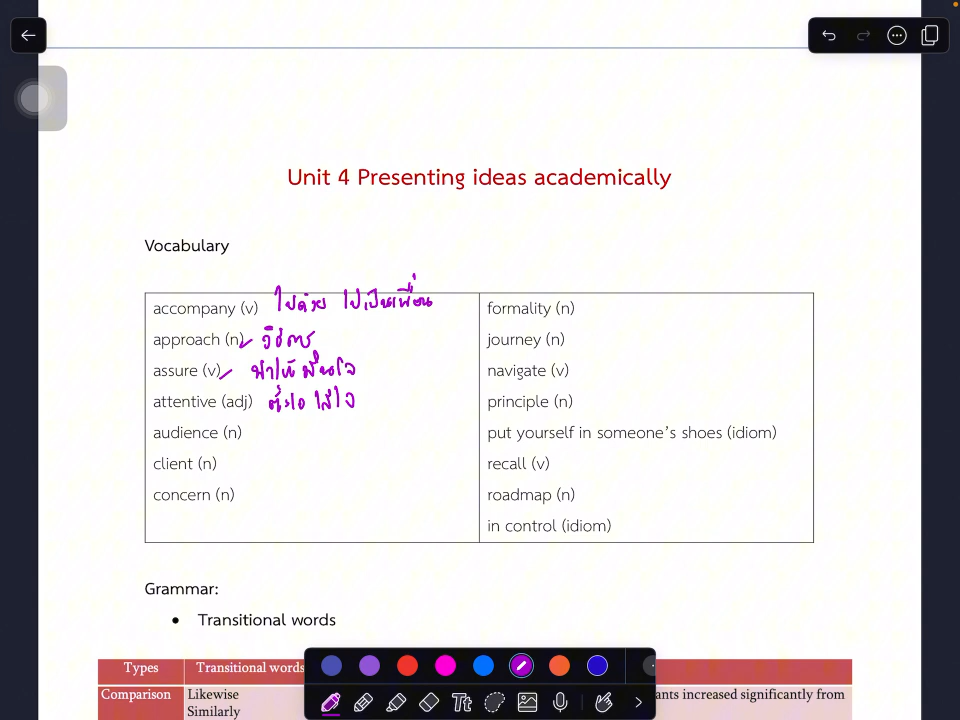 Unit 4 Presenting ideas academically
Vocabulary
accompany (v) ไปด้วย ไปเป็นเพื่อน
approach (n) วิธีการ
assure (v) ทำให้มั่นใจ
attentive (adj) ตั้งใจ ใส่ใจ
audience (n)
client (n)
concern (n)
formality (n)
journey (n)
navigate (v)
principle (n)
put yourself in someone's shoes (idiom)
recall (v)
roadmap (n)
in control (idiom)
Grammar:
• Transitional words
Types Transitional words
Comparison Likewise ants increased significantly from
Similarly
Tt